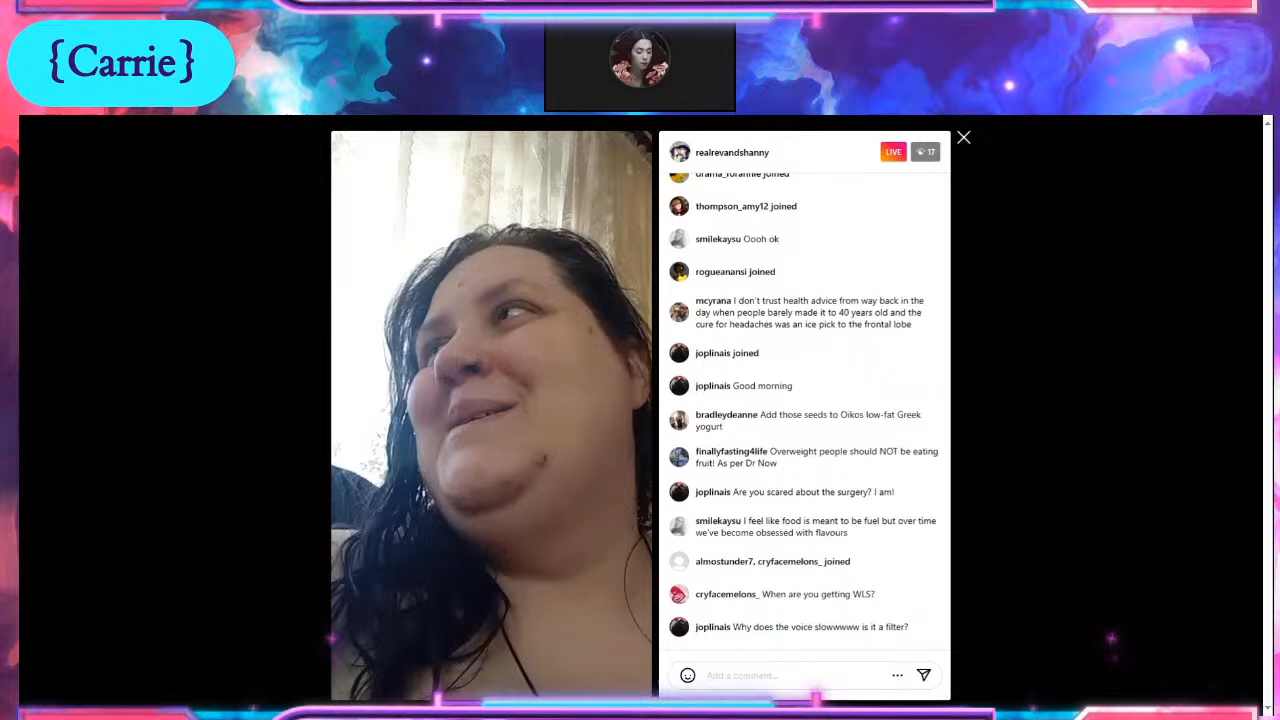 {Carrie}
realrevandshanny
LIVE
17
drama_forannie joined
thompson_amy12 joined
smilekaysu Oooh ok
rogueanansi joined
mcyrana I don't trust health advice from way back in the
day when people barely made it to 40 years old and the
cure for headaches was an ice pick to the frontal lobe
joplinais joined
joplinais Good morning
bradleydeanne Add those seeds to Oikos low-fat Greek
yogurt
finallyfasting4life Overweight people should NOT be eating
fruit! As per Dr Now
joplinais Are you scared about the surgery? I am!
smilekaysu I feel like food is meant to be fuel but over time
we've become obsessed with flavours
almostunder7, cryfacemelons_ joined
cryfacemelons_ When are you getting WLS?
joplinais Why does the voice slowwwww is it a filter?
Add a comment...